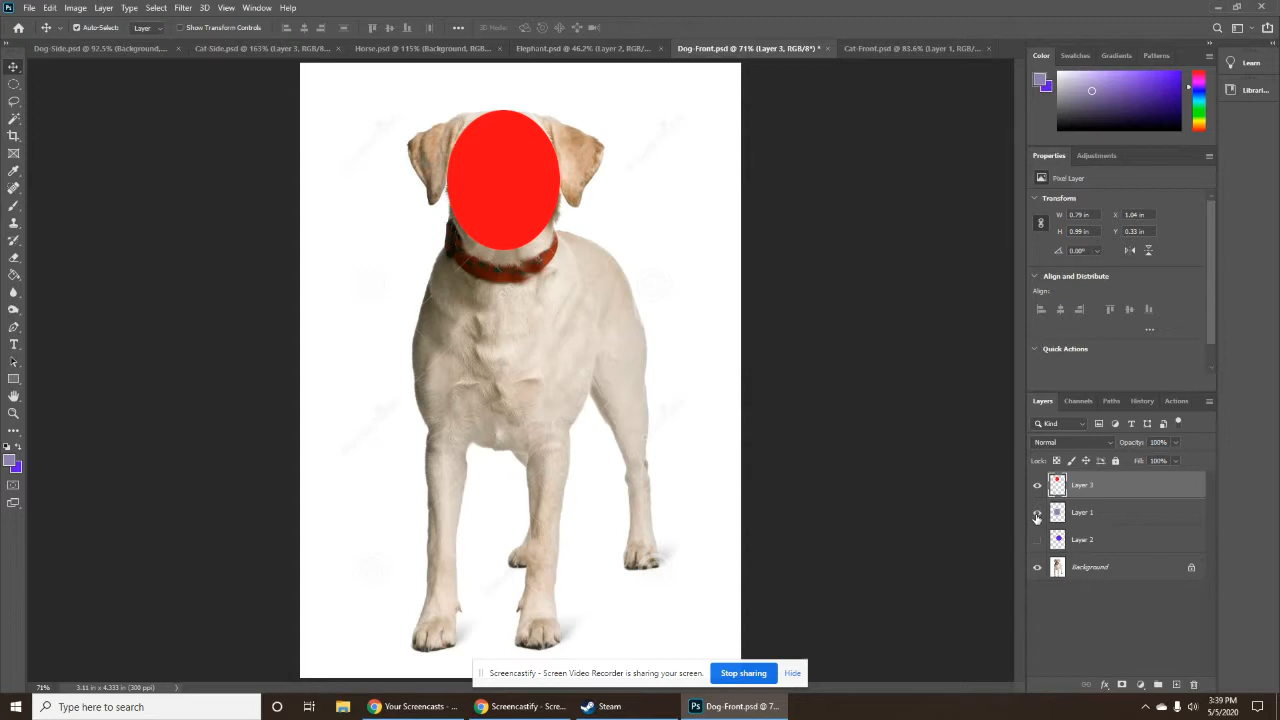 Ps File Edit Image Layer Type Select Filter 3D View Window Help
Auto-Select: Layer Show Transform Controls 3D Mode:
Dog-Side.psd @ 92.5% (Background,... × Cat-Side.psd @ 163% (Layer 3, RGB/8... × Horse.psd @ 115% (Background, RGB/... × Elephant.psd @ 46.2% (Layer 2, RGB/... × Dog-Front.psd @ 71% (Layer 3, RGB/8*) * × Cat-Front.psd @ 83.6% (Layer 1, RGB/... ×
Color Swatches Gradients Patterns
Learn
Librari...
Properties Adjustments
Pixel Layer
Transform
W 0.79 in X 1.04 in
H 0.99 in Y 0.33 in
0.00°
Align and Distribute
Align:
Quick Actions
Layers Channels Paths History Actions
Kind
Normal Opacity: 100%
Lock: Fill: 100%
Layer 3
Layer 1
Layer 2
Background
Screencastify - Screen Video Recorder is sharing your screen. Stop sharing Hide
71% 3.11 in x 4.333 in (300 ppi)
Type here to search
Your Screencasts - ...
Screencastify - Scre...
Steam
Ps Dog-Front.psd @ 7...
3:39 PM
5/5/2020